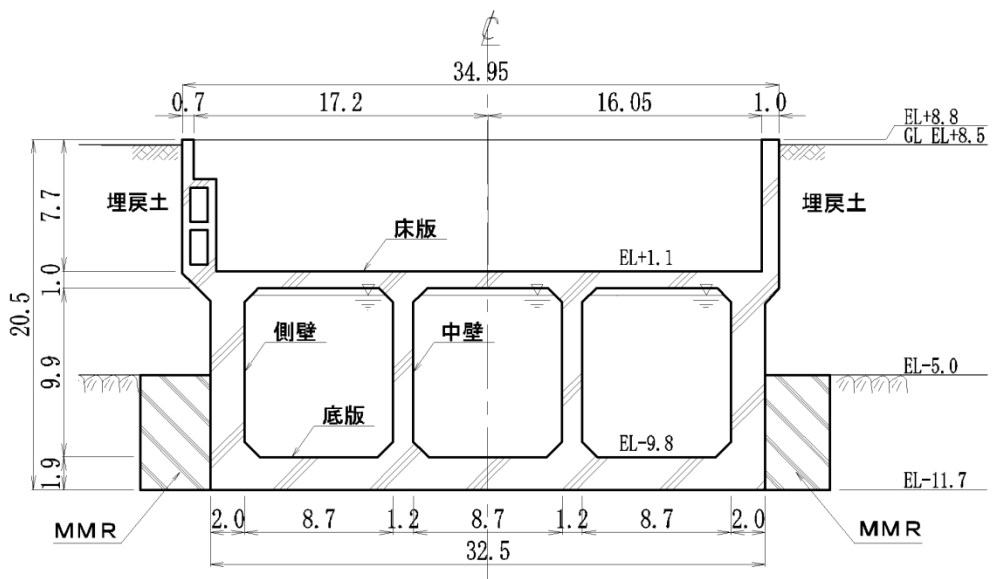 ℄
34.95
0.7 17.2 16.05 1.0
EL+8.8
GL EL+8.5
埋戻土
埋戻土
7.7
床版
EL+1.1
1.0
20.5
側壁
中壁
9.9
EL-5.0
底版
EL-9.8
1.9
EL-11.7
2.0 8.7 1.2 8.7 1.2 8.7 2.0
MMR
MMR
32.5